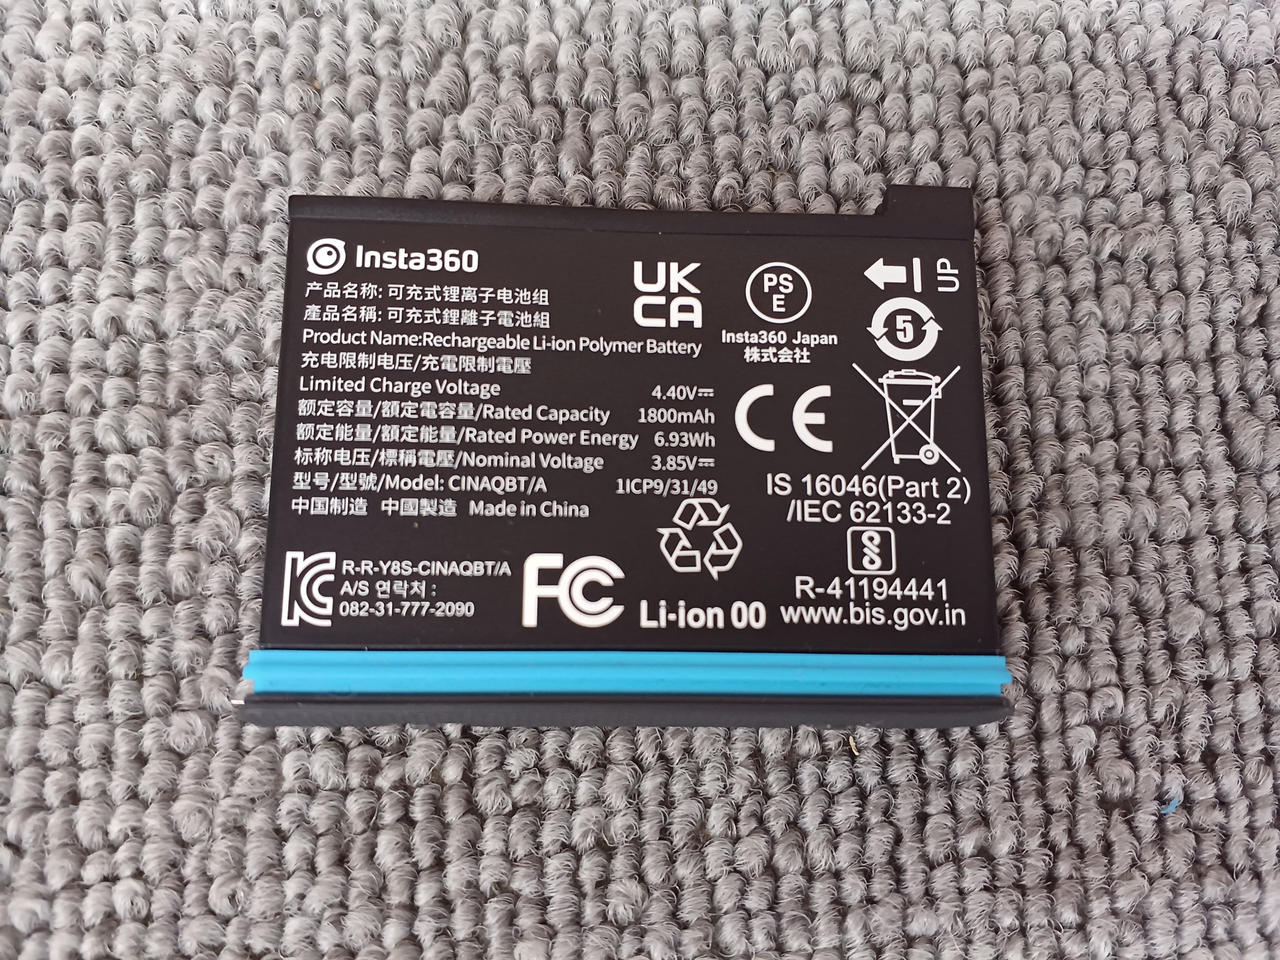 Insta360
产品名称: 可充式锂离子电池组
產品名稱: 可充式鋰離子電池組
Product Name:Rechargeable Li-ion Polymer Battery
充电限制电压/充電限制電壓
Limited Charge Voltage 4.40V⎓
额定容量/額定電容量/Rated Capacity 1800mAh
额定能量/額定能量/Rated Power Energy 6.93Wh
标称电压/標稱電壓/Nominal Voltage 3.85V⎓
型号/型號/Model: CINAQBT/A 1ICP9/31/49
中国制造 中國製造 Made in China
UK
CA
PS
E
Insta360 Japan
株式会社
UP
5
CE
IS 16046(Part 2)
/IEC 62133-2
R-41194441
www.bis.gov.in
KC
R-R-Y8S-CINAQBT/A
A/S 연락처 :
082-31-777-2090
FC
Li-ion 00